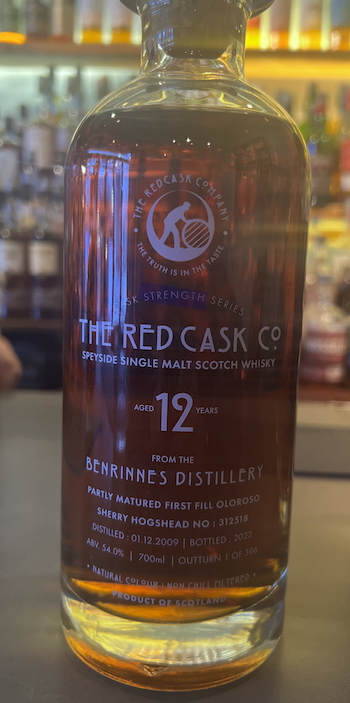 · THE RED CASK COMPANY ·
THE TRUTH IS IN THE TASTE
CASK STRENGTH SERIES
THE RED CASK Co.
SPEYSIDE SINGLE MALT SCOTCH WHISKY
AGED 12 YEARS
FROM THE
BENRINNES DISTILLERY
PARTLY MATURED FIRST FILL OLOROSO
SHERRY HOGSHEAD NO : 312518
DISTILLED : 01.12.2009 | BOTTLED : 2022
ABV. 54.0% | 700ml | OUTTURN 1 OF 306
• NATURAL COLOUR | NON CHILL FILTERED •
PRODUCT OF SCOTLAND